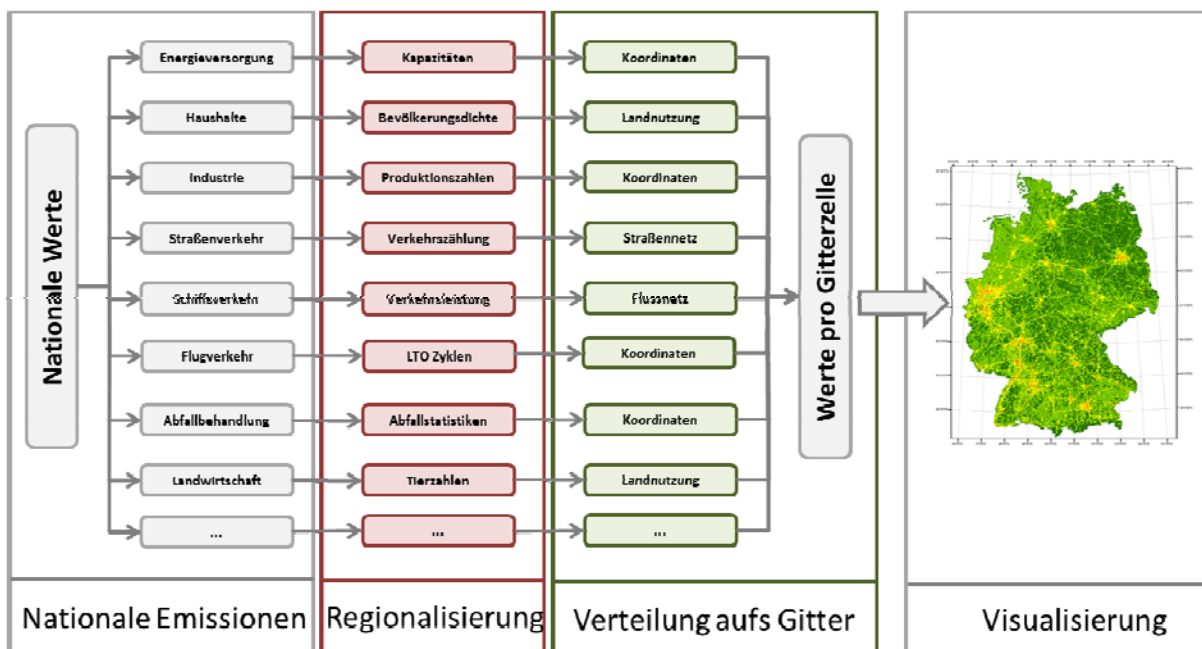 Nationale Werte
Energieversorgung
Kapazitäten
Koordinaten
Haushalte
Bevölkerungsdichte
Landnutzung
Industrie
Produktionszahlen
Koordinaten
Straßenverkehr
Verkehrszählung
Straßennetz
Schiffsverkehr
Verkehrsleistung
Flussnetz
Flugverkehr
LTO Zyklen
Koordinaten
Abfallbehandlung
Abfallstatistiken
Koordinaten
Landwirtschaft
Tierzahlen
Landnutzung
...
...
...
Werte pro Gitterzelle
Nationale Emissionen
Regionalisierung
Verteilung aufs Gitter
Visualisierung